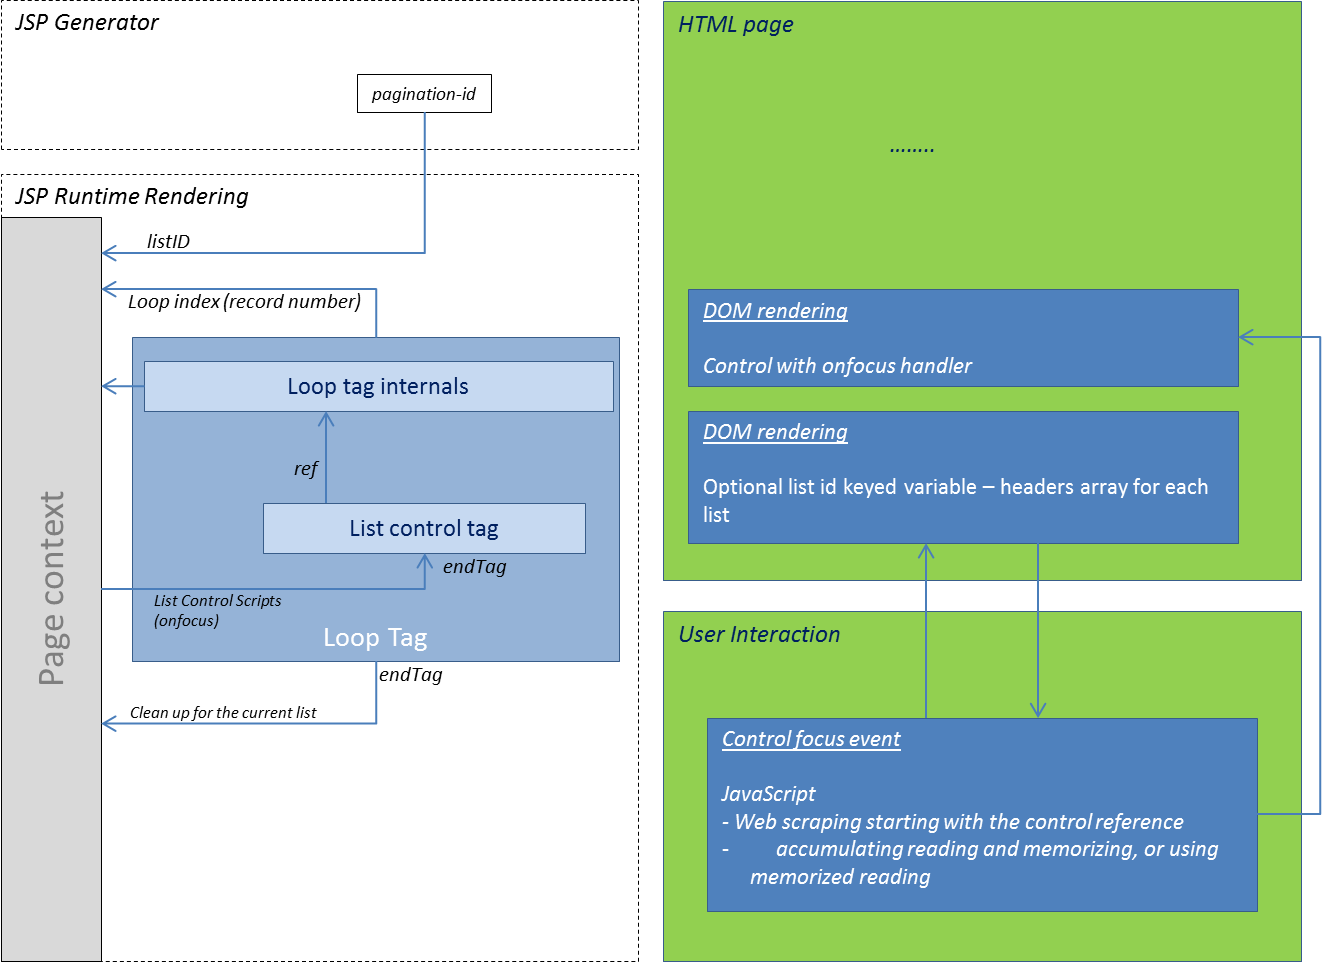 JSP Generator
pagination-id
JSP Runtime Rendering
listID
Loop index (record number)
Loop tag internals
ref
List control tag
endTag
List Control Scripts
(onfocus)
Loop Tag
endTag
Clean up for the current list
Page context
HTML page
........
DOM rendering
Control with onfocus handler
DOM rendering
Optional list id keyed variable – headers array for each
list
User Interaction
Control focus event
JavaScript
- Web scraping starting with the control reference
- accumulating reading and memorizing, or using
memorized reading